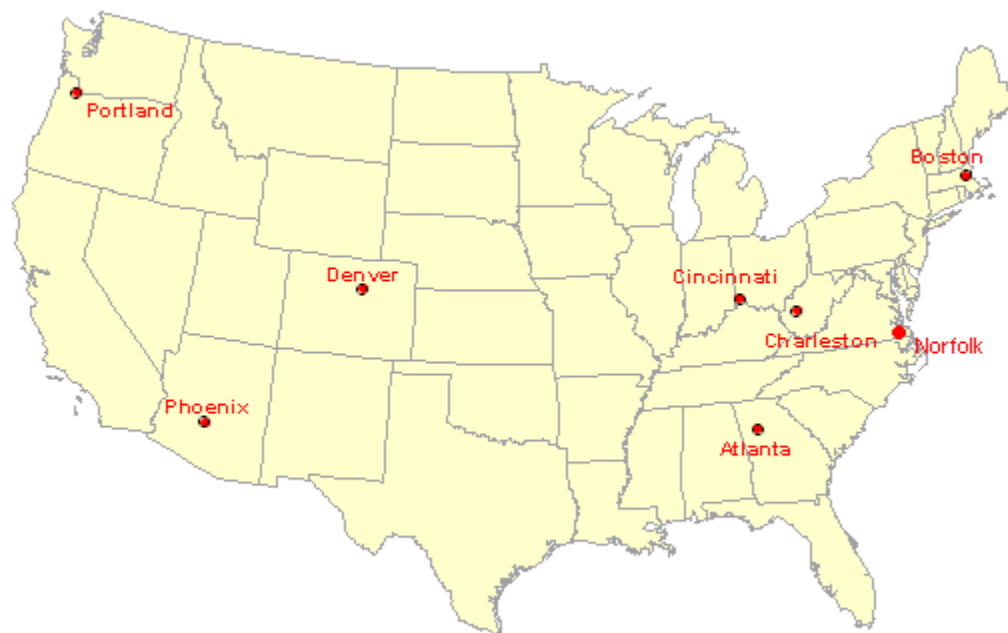 Portland
Boston
Denver
Cincinnati
Charleston
Norfolk
Phoenix
Atlanta